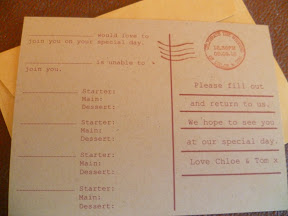 .................... would love to
join you on your special day.
.................... is unable to
join you.
.................... Starter:
Main:
Dessert:
.................... Starter:
Main:
Dessert:
.................... Starter:
Main:
Dessert:
.................... Starter:
Main:
Dessert:
Please fill out
and return to us.
We hope to see you
at our special day.
Love Chloe & Tom x